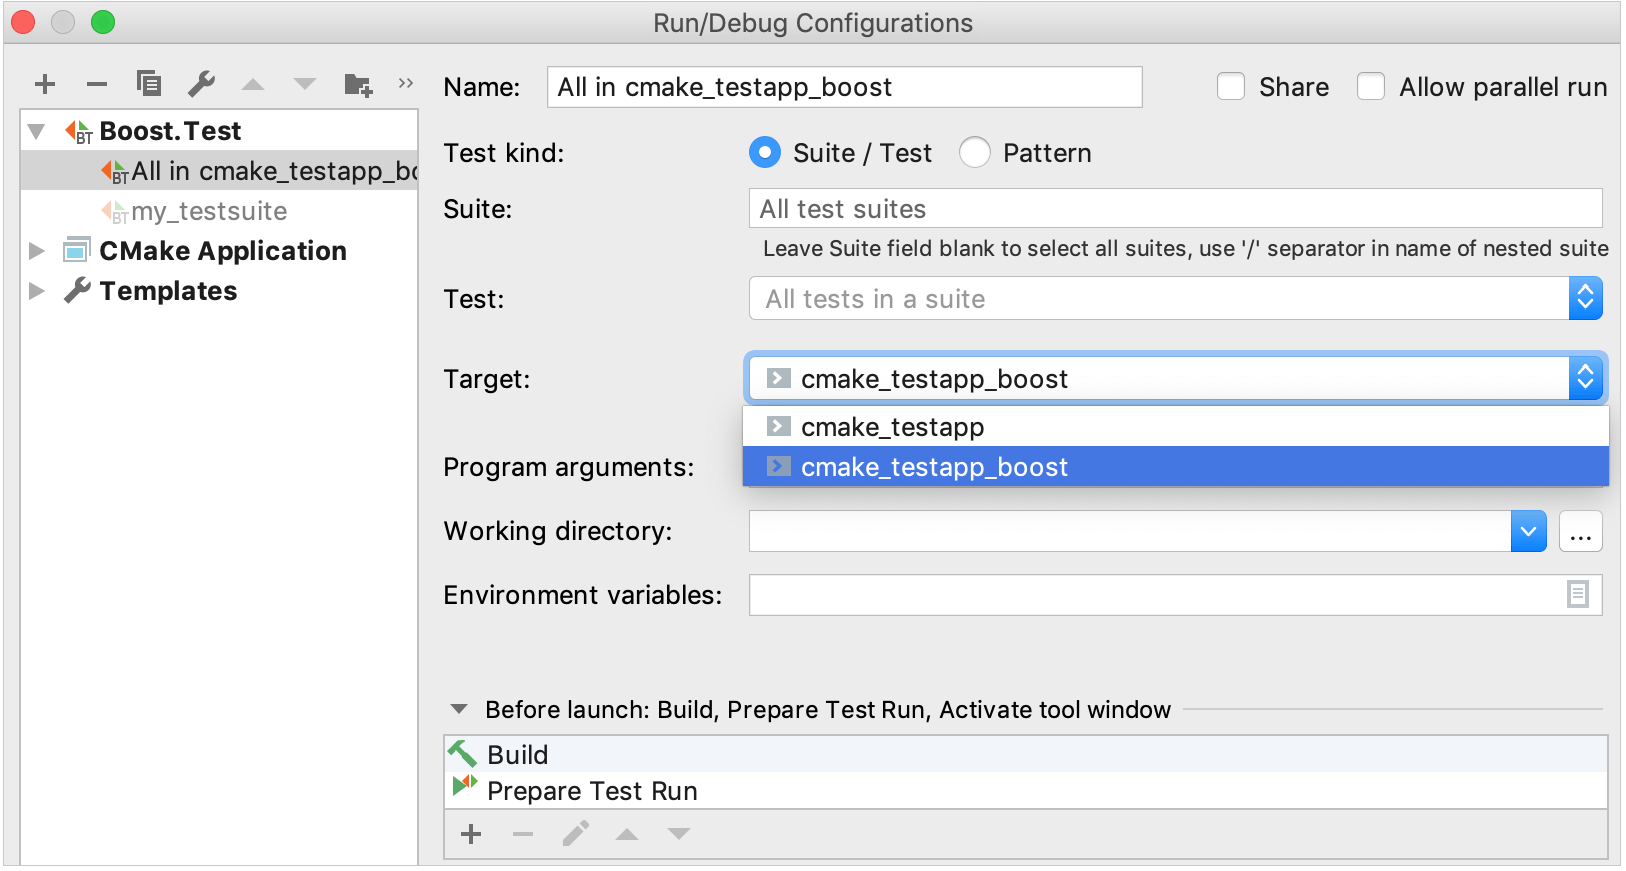 Run/Debug Configurations
Name: All in cmake_testapp_boost Share Allow parallel run
BT Boost.Test
BT All in cmake_testapp_bo
BT my_testsuite
CMake Application
Templates
Test kind: Suite / Test Pattern
Suite: All test suites
Leave Suite field blank to select all suites, use '/' separator in name of nested suite
Test: All tests in a suite
Target: cmake_testapp_boost
cmake_testapp
cmake_testapp_boost
Program arguments:
Working directory: ...
Environment variables:
Before launch: Build, Prepare Test Run, Activate tool window
Build
Prepare Test Run